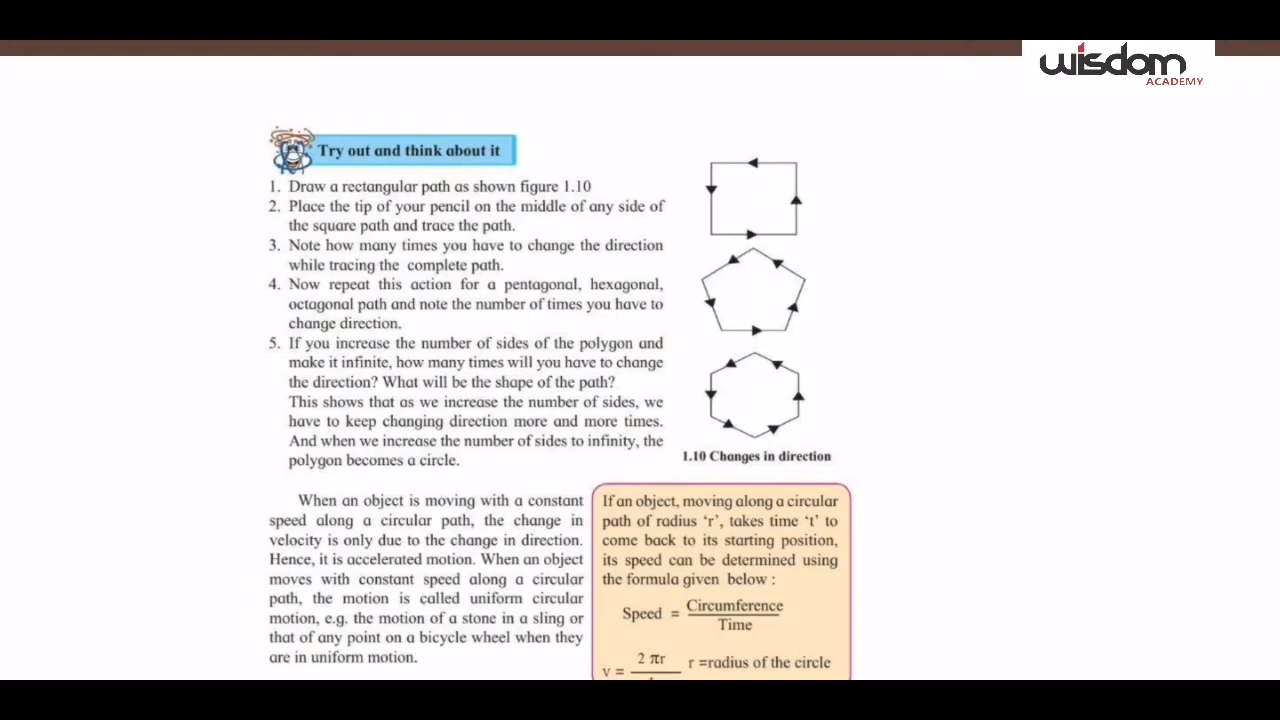 wisdom
ACADEMY
Try out and think about it
1. Draw a rectangular path as shown figure 1.10
2. Place the tip of your pencil on the middle of any side of
the square path and trace the path.
3. Note how many times you have to change the direction
while tracing the complete path.
4. Now repeat this action for a pentagonal, hexagonal,
octagonal path and note the number of times you have to
change direction.
5. If you increase the number of sides of the polygon and
make it infinite, how many times will you have to change
the direction? What will be the shape of the path?
This shows that as we increase the number of sides, we
have to keep changing direction more and more times.
And when we increase the number of sides to infinity, the
polygon becomes a circle.
1.10 Changes in direction
When an object is moving with a constant
speed along a circular path, the change in
velocity is only due to the change in direction.
Hence, it is accelerated motion. When an object
moves with constant speed along a circular
path, the motion is called uniform circular
motion, e.g. the motion of a stone in a sling or
that of any point on a bicycle wheel when they
are in uniform motion.
If an object, moving along a circular
path of radius ‘r’, takes time ‘t’ to
come back to its starting position,
its speed can be determined using
the formula given below :
Speed = Circumference
Time
v = 2 πr r =radius of the circle